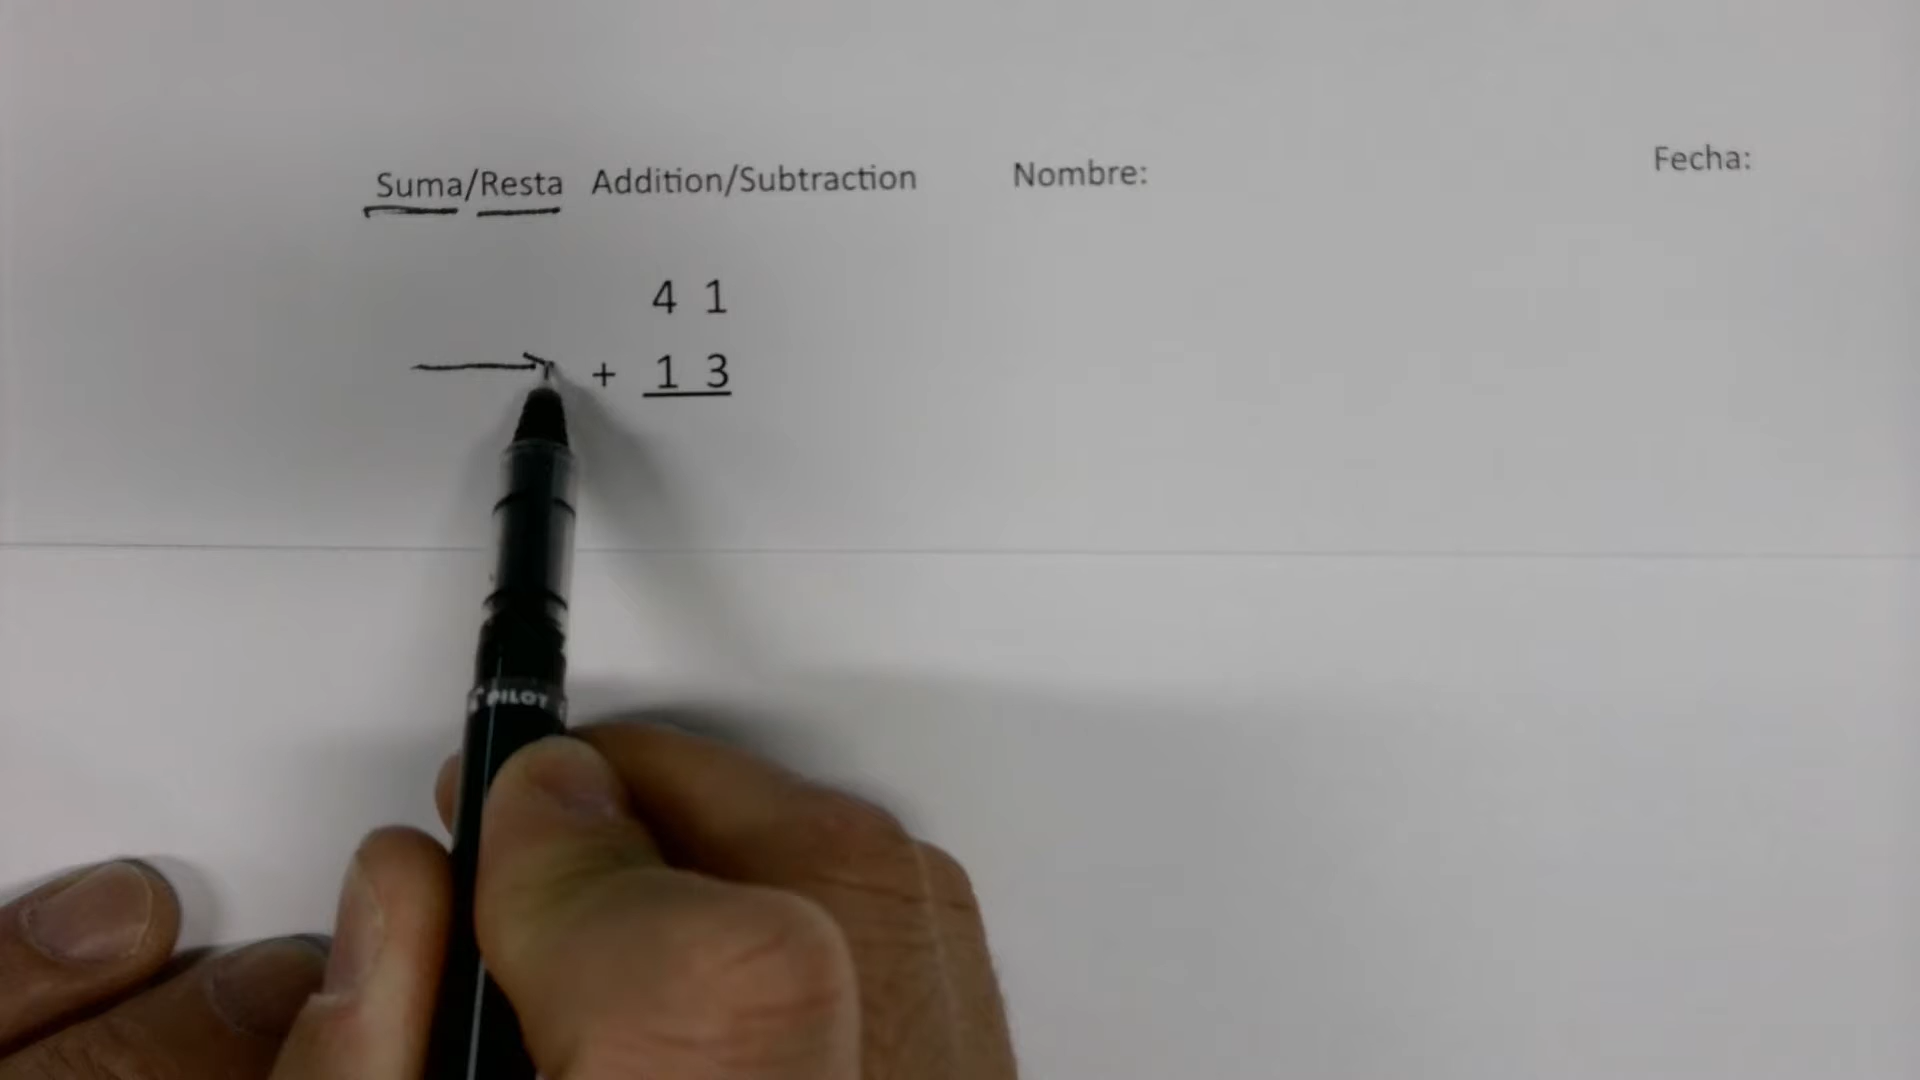 Suma/Resta Addition/Subtraction Nombre: Fecha:
4 1
+ 1 3
PILOT